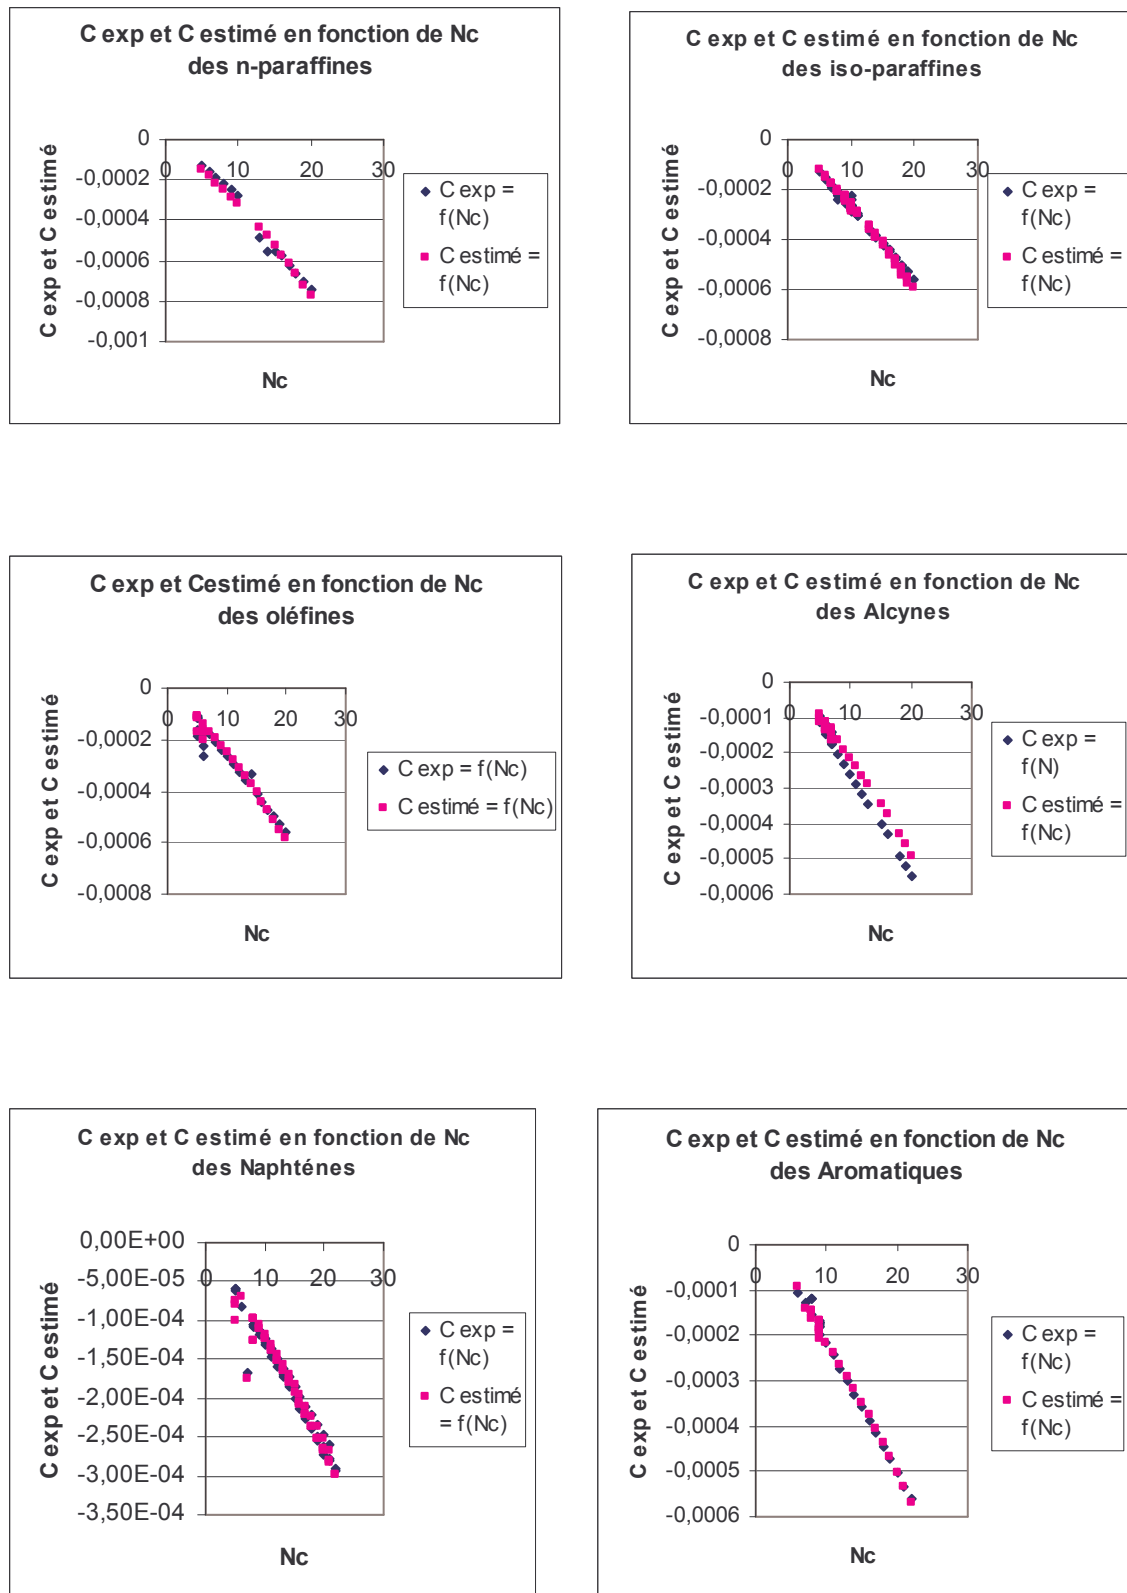 C exp et C estimé en fonction de Nc
des n-paraffines
0
-0,0002
-0,0004
-0,0006
-0,0008
-0,001
0 10 20 30
C exp et C estimé
Nc
C exp =
f(Nc)
C estimé =
f(Nc)
C exp et C estimé en fonction de Nc
des iso-paraffines
0
-0,0002
-0,0004
-0,0006
-0,0008
0 10 20 30
C exp et C estimé
Nc
C exp =
f(Nc)
C estimé =
f(Nc)
C exp et Cestimé en fonction de Nc
des oléfines
0
-0,0002
-0,0004
-0,0006
-0,0008
0 10 20 30
C exp et C estimé
Nc
C exp = f(Nc)
C estimé = f(Nc)
C exp et C estimé en fonction de Nc
des Alcynes
0
-0,0001
-0,0002
-0,0003
-0,0004
-0,0005
-0,0006
0 10 20 30
C exp et C estimé
Nc
C exp =
f(N)
C estimé =
f(Nc)
C exp et C estimé en fonction de Nc
des Naphténes
0,00E+00
-5,00E-05
-1,00E-04
-1,50E-04
-2,00E-04
-2,50E-04
-3,00E-04
-3,50E-04
0 10 20 30
C exp et C estimé
Nc
C exp =
f(Nc)
C estimé
= f(Nc)
C exp et C estimé en fonction de Nc
des Aromatiques
0
-0,0001
-0,0002
-0,0003
-0,0004
-0,0005
-0,0006
0 10 20 30
C exp et C estimé
Nc
C exp =
f(Nc)
C estimé =
f(Nc)